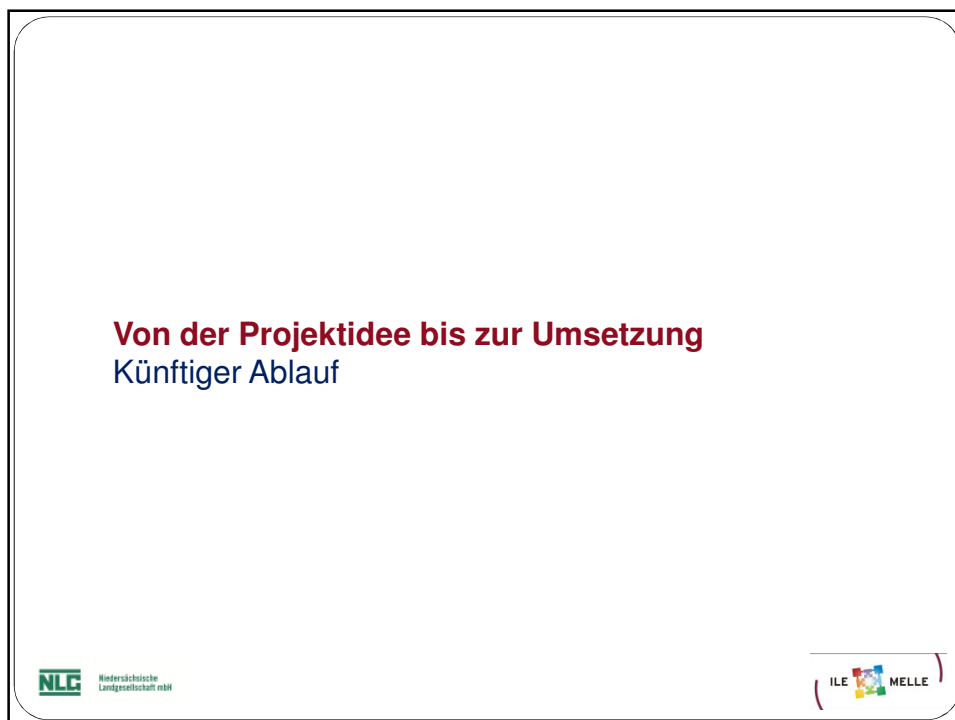 Von der Projektidee bis zur Umsetzung
Künftiger Ablauf
NLG
Niedersächsische
Landgesellschaft mbH
ILE MELLE